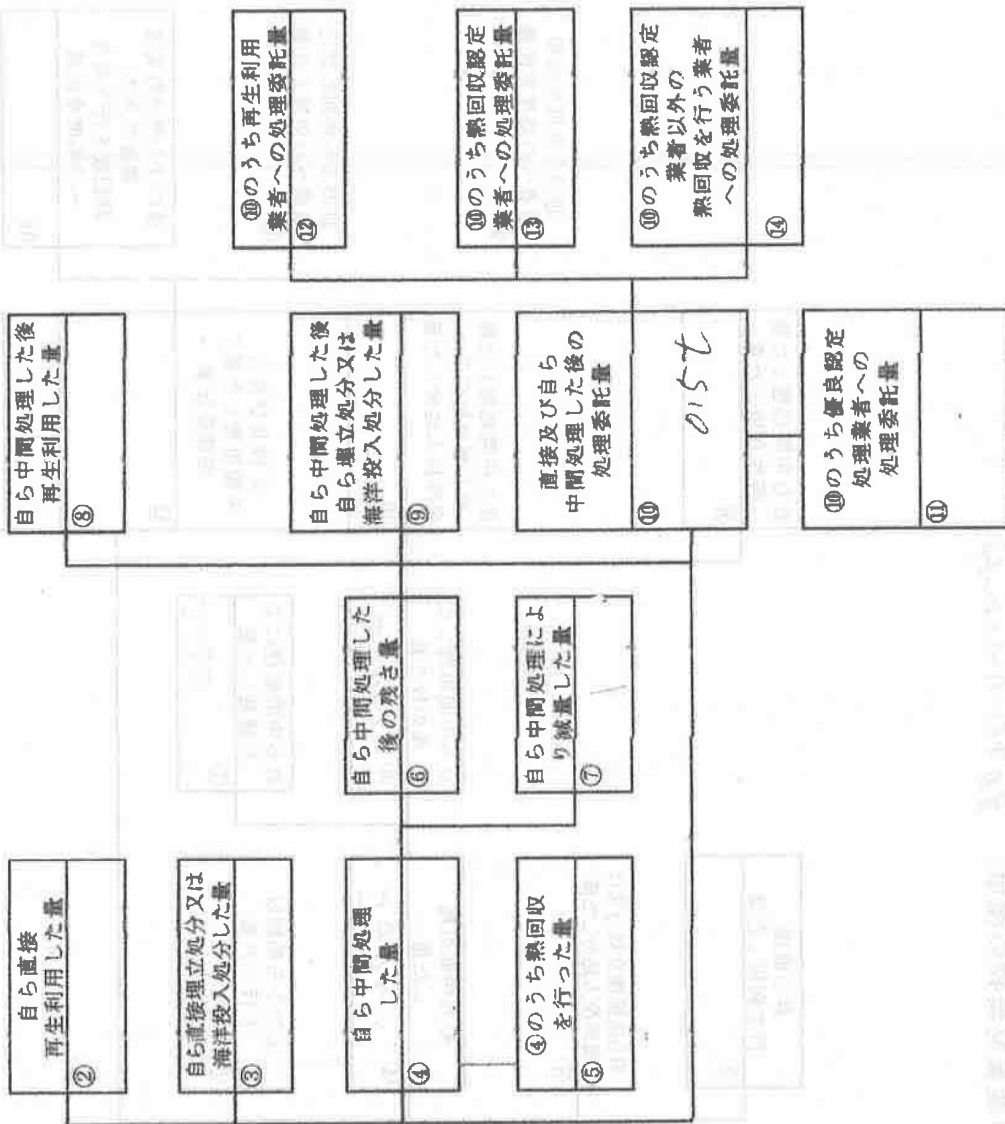 自ら直接
再生利用した量
②
自ら直接埋立処分又は
海洋投入処分した量
③
自ら中間処理
した量
④
④のうち熱回収
を行った量
⑤
自ら中間処理した
後の残さ量
⑥
自ら中間処理によ
り減量した量
⑦
自ら中間処理した後
再生利用した量
⑧
自ら中間処理した後
自ら埋立処分又は
海洋投入処分した量
⑨
直接及び自ら
中間処理した後の
処理委託量
⑩
⑩のうち優良認定
処理業者への
処理委託量
⑪
⑩のうち再生利用
業者への処理委託量
⑫
⑩のうち熱回収認定
業者への処理委託量
⑬
⑩のうち熱回収認定
業者以外の
熱回収を行う業者
への処理委託量
⑭